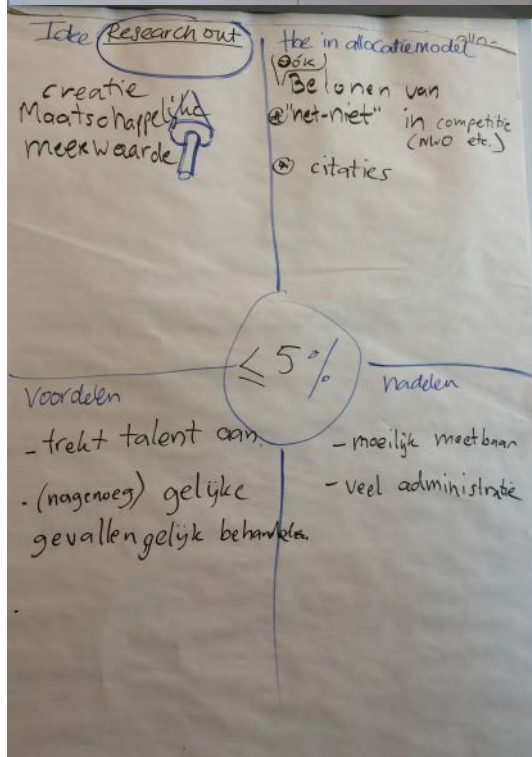 Idee Research out
creatie
Maatschappelijke
meerwaarde
Hoe in allocatiemodel
(oók)
Belonen van
* "net-niet" in competitie
(NWO etc.)
* citaties
≤ 5 %
Voordelen
- trekt talent aan
. (nagenoeg) gelijke
gevallen gelijk behandelen
nadelen
- moeilijk meetbaar
- veel administratie